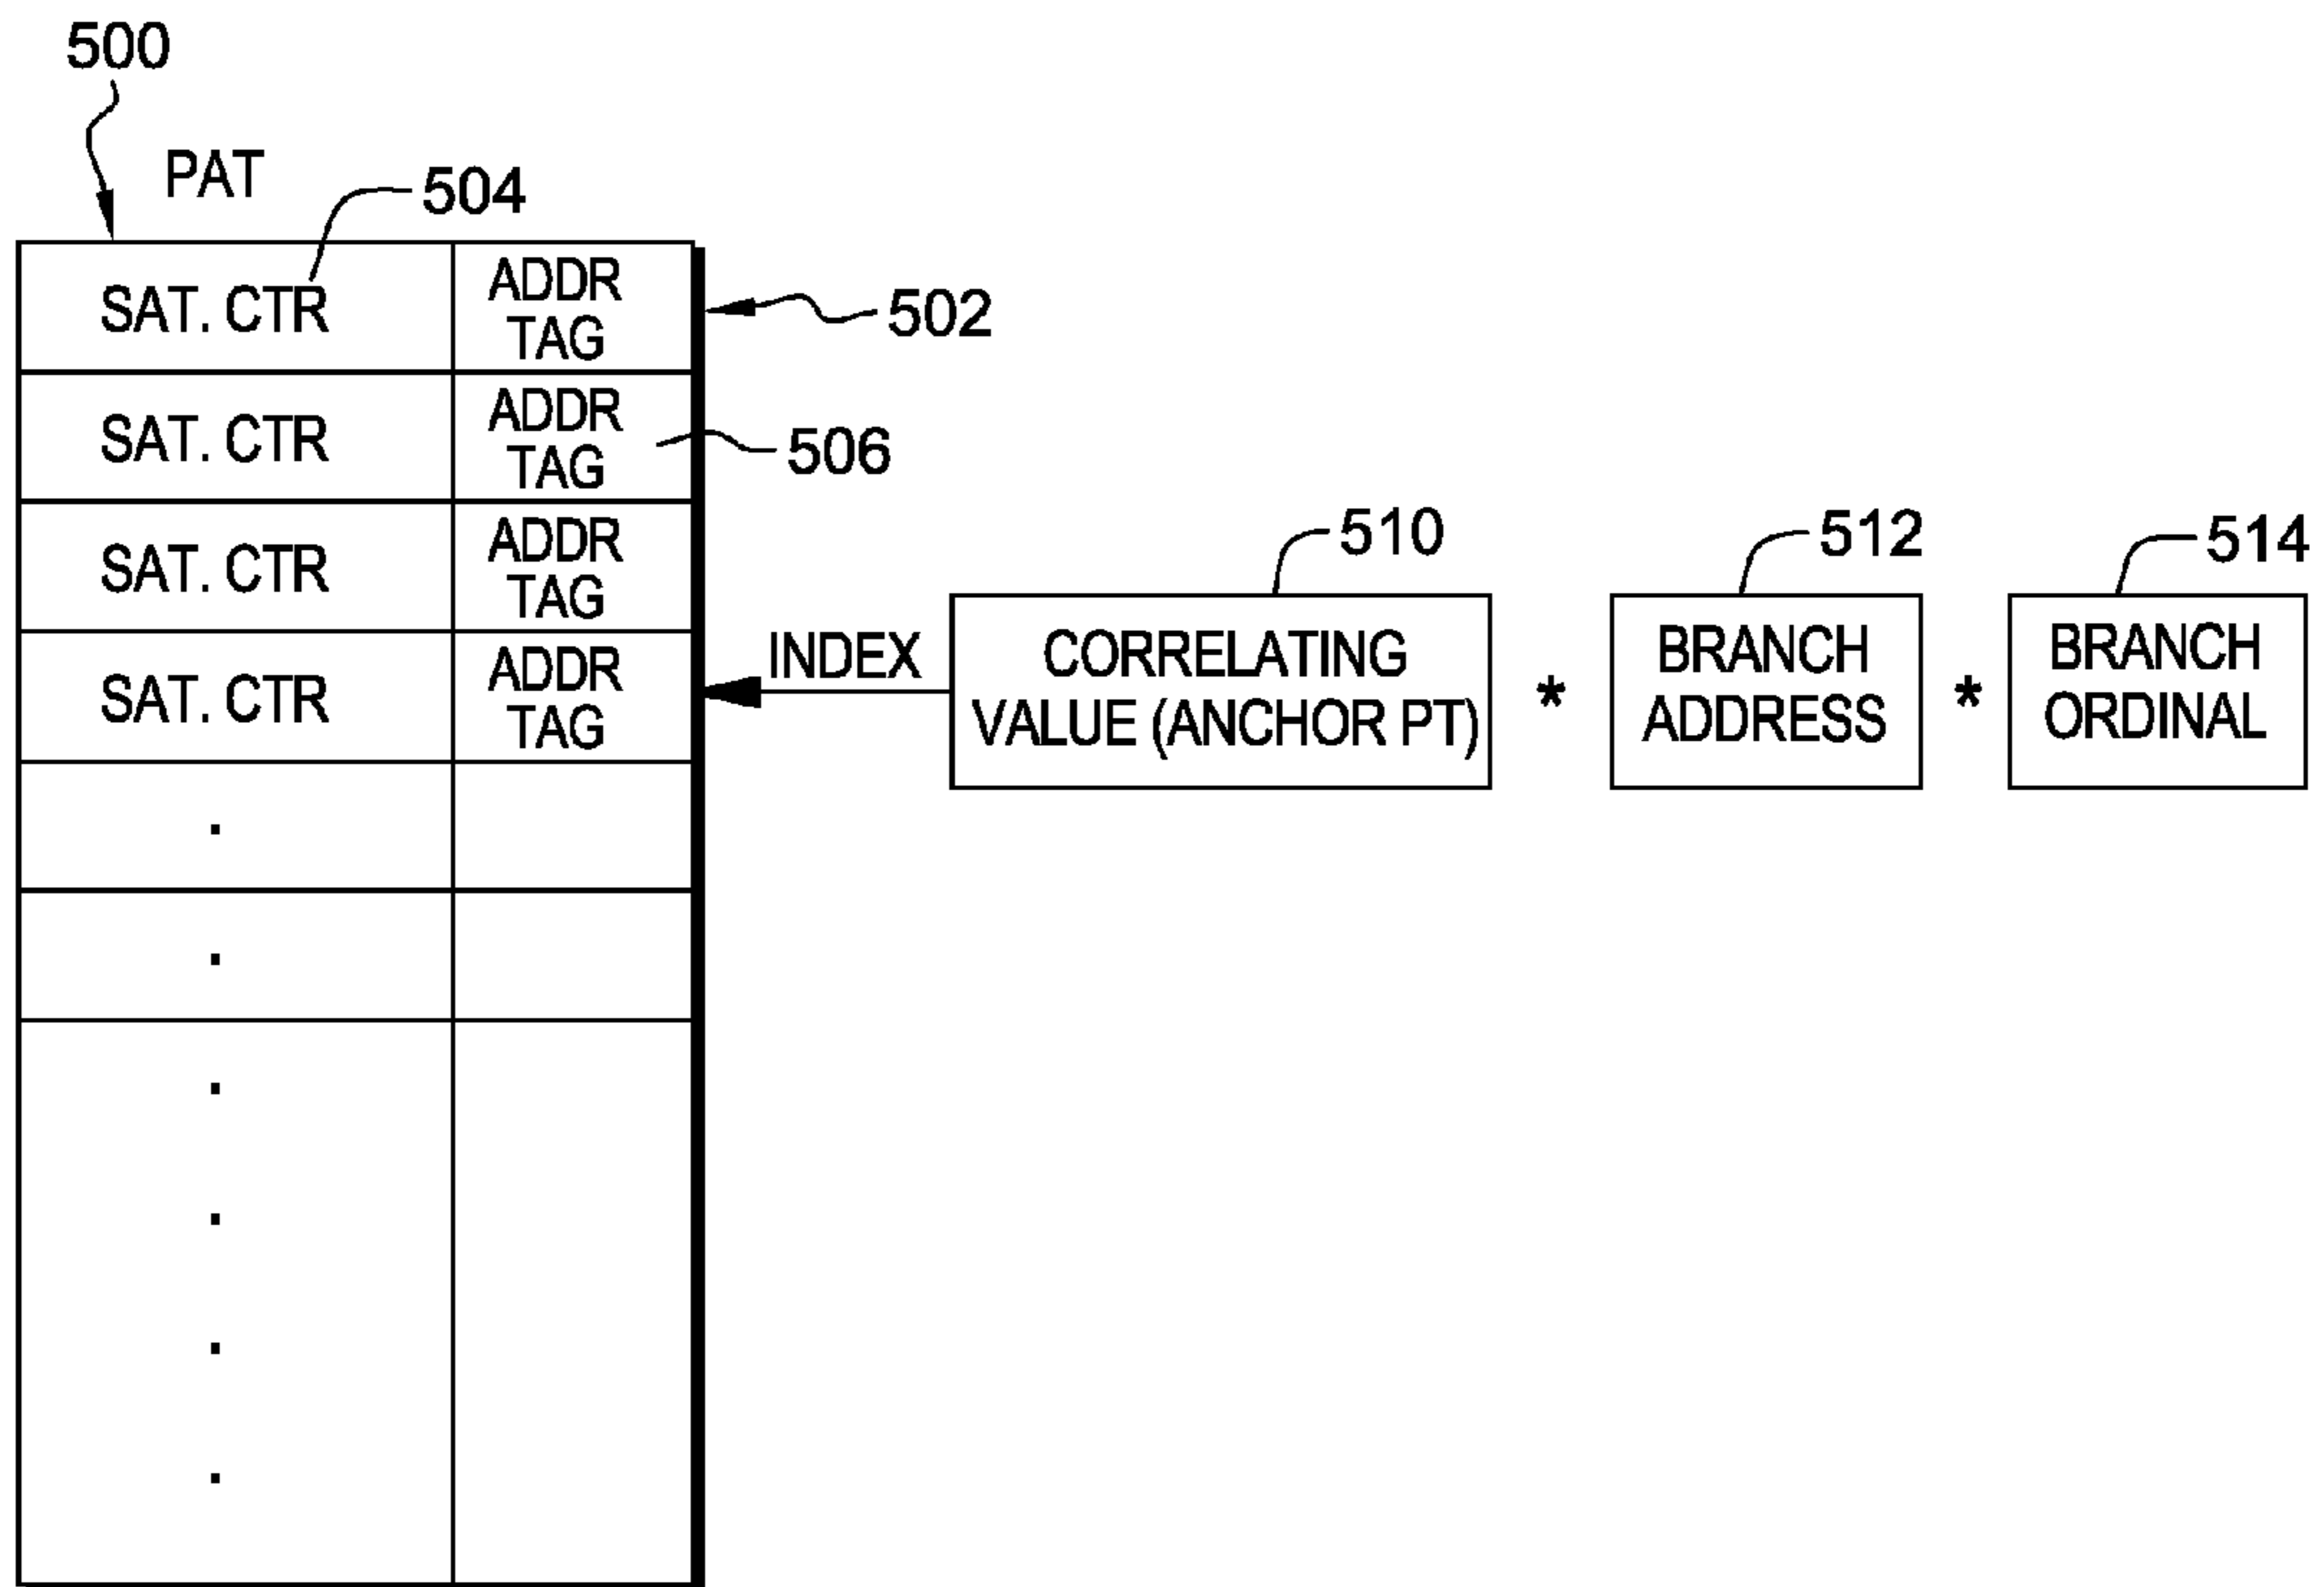 500
PAT
504
SAT. CTR
ADDR
TAG
502
SAT. CTR
ADDR
TAG
506
SAT. CTR
ADDR
TAG
SAT. CTR
ADDR
TAG
INDEX
510
CORRELATING
VALUE (ANCHOR PT)
*
512
BRANCH
ADDRESS
*
514
BRANCH
ORDINAL